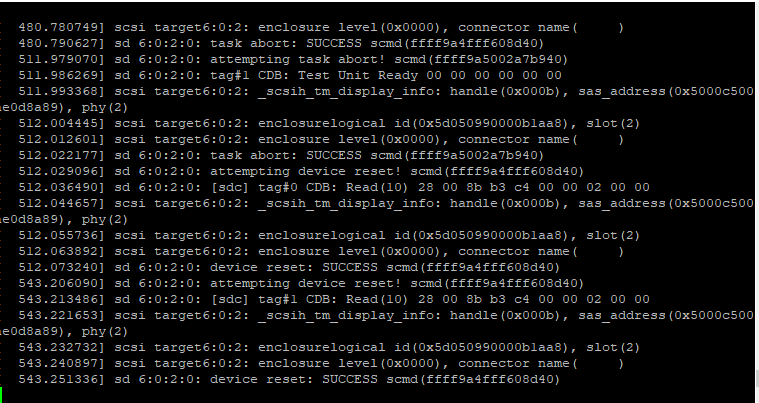 480.780749] scsi target6:0:2: enclosure level(0x0000), connector name(     )
480.790627] sd 6:0:2:0: task abort: SUCCESS scmd(ffff9a4fff608d40)
511.979070] sd 6:0:2:0: attempting task abort! scmd(ffff9a5002a7b940)
511.986269] sd 6:0:2:0: tag#1 CDB: Test Unit Ready 00 00 00 00 00 00
511.993368] scsi target6:0:2: _scsih_tm_display_info: handle(0x000b), sas_address(0x5000c500
ae0d8a89), phy(2)
512.004445] scsi target6:0:2: enclosurelogical id(0x5d050990000b1aa8), slot(2)
512.012601] scsi target6:0:2: enclosure level(0x0000), connector name(     )
512.022177] sd 6:0:2:0: task abort: SUCCESS scmd(ffff9a5002a7b940)
512.029096] sd 6:0:2:0: attempting device reset! scmd(ffff9a4fff608d40)
512.036490] sd 6:0:2:0: [sdc] tag#0 CDB: Read(10) 28 00 8b b3 c4 00 00 02 00 00
512.044657] scsi target6:0:2: _scsih_tm_display_info: handle(0x000b), sas_address(0x5000c500
ae0d8a89), phy(2)
512.055736] scsi target6:0:2: enclosurelogical id(0x5d050990000b1aa8), slot(2)
512.063892] scsi target6:0:2: enclosure level(0x0000), connector name(     )
512.073240] sd 6:0:2:0: device reset: SUCCESS scmd(ffff9a4fff608d40)
543.206090] sd 6:0:2:0: attempting device reset! scmd(ffff9a4fff608d40)
543.213486] sd 6:0:2:0: [sdc] tag#1 CDB: Read(10) 28 00 8b b3 c4 00 00 02 00 00
543.221653] scsi target6:0:2: _scsih_tm_display_info: handle(0x000b), sas_address(0x5000c500
ae0d8a89), phy(2)
543.232732] scsi target6:0:2: enclosurelogical id(0x5d050990000b1aa8), slot(2)
543.240897] scsi target6:0:2: enclosure level(0x0000), connector name(     )
543.251336] sd 6:0:2:0: device reset: SUCCESS scmd(ffff9a4fff608d40)